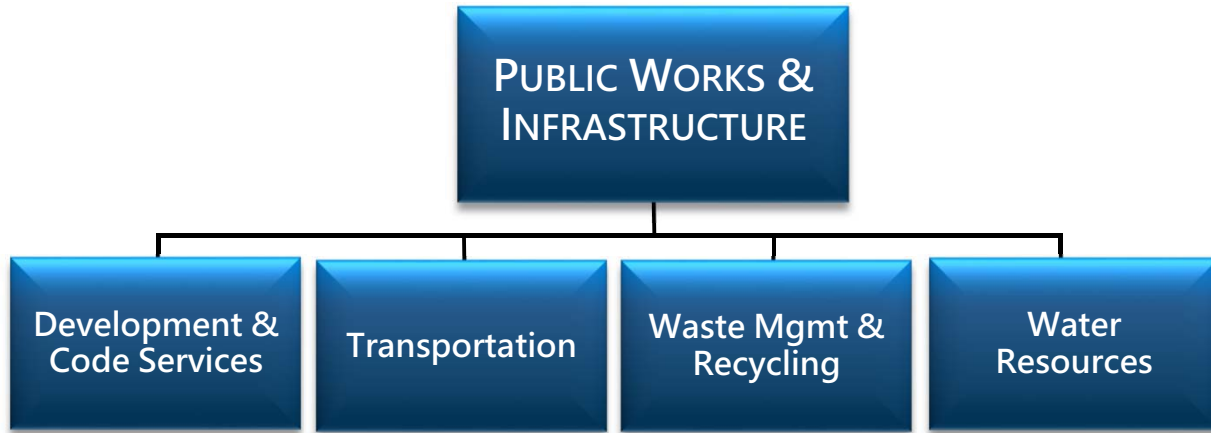 PUBLIC WORKS &
INFRASTRUCTURE
Development &
Code Services
Transportation
Waste Mgmt &
Recycling
Water
Resources